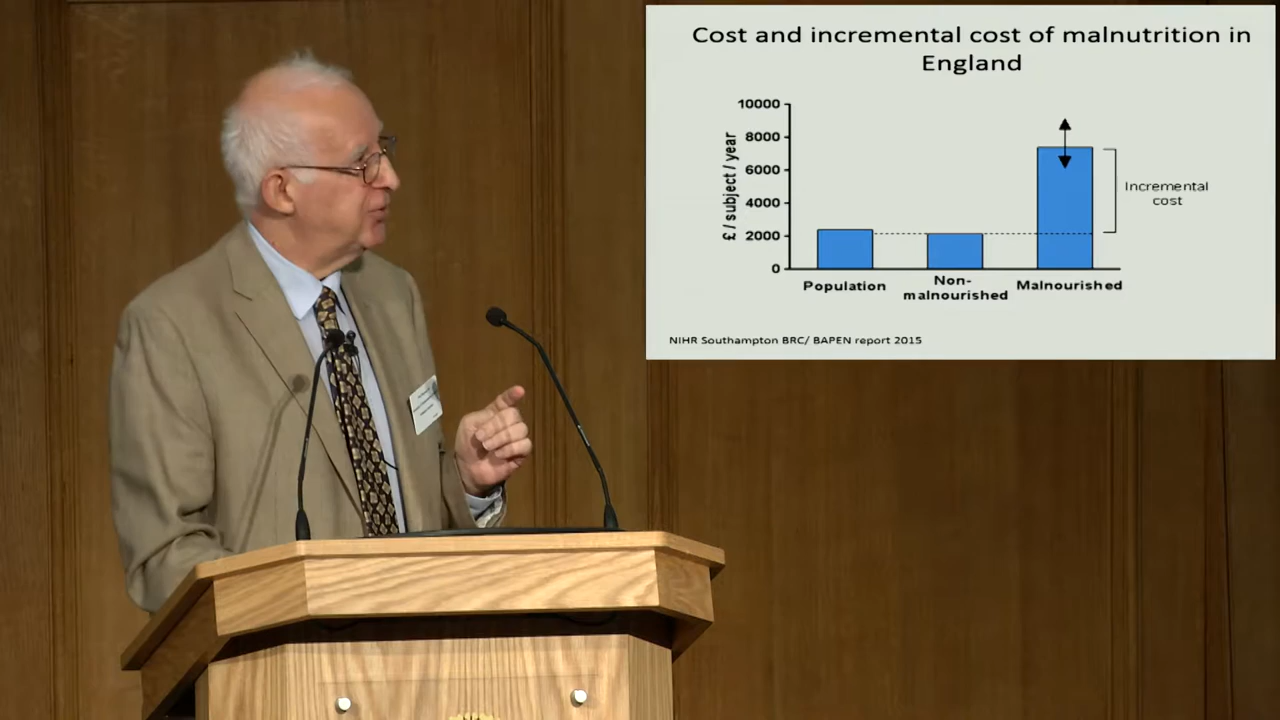 Cost and incremental cost of malnutrition in
England
10000
8000
6000
4000
2000
0
£ / subject / year
Incremental
cost
Population
Non-
malnourished
Malnourished
NIHR Southampton BRC/ BAPEN report 2015